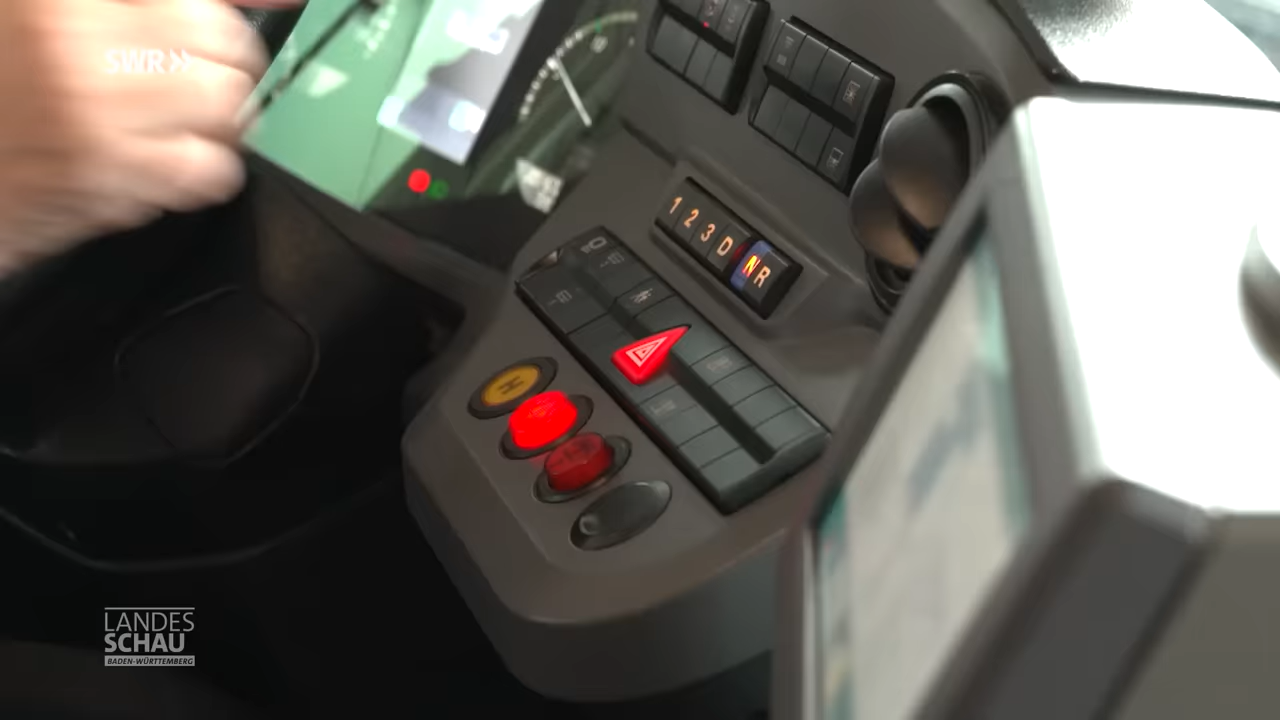 SWR»
1 2 3 D N R
H
LANDES
SCHAU
BADEN-WÜRTTEMBERG